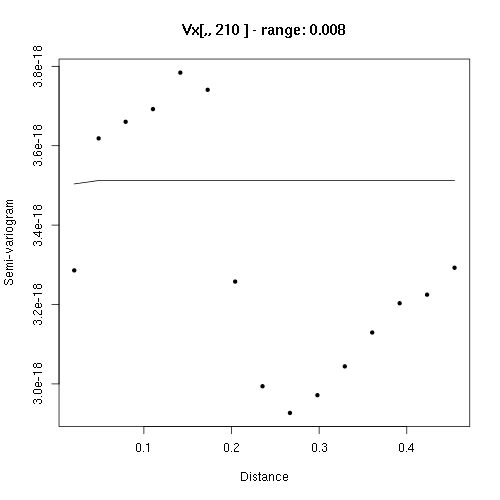 Vx[,, 210 ] - range: 0.008
3.8e-18
3.6e-18
3.4e-18
3.2e-18
3.0e-18
Semi-variogram
0.1 0.2 0.3 0.4
Distance